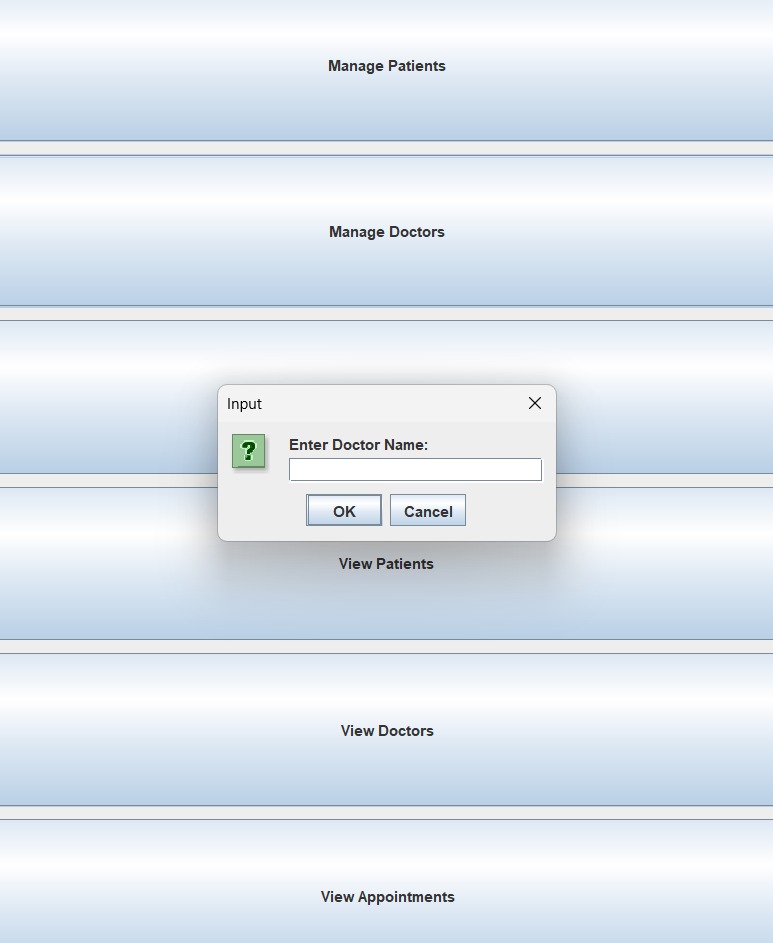 Manage Patients
Manage Doctors
Input
Enter Doctor Name:
OK
Cancel
View Patients
View Doctors
View Appointments